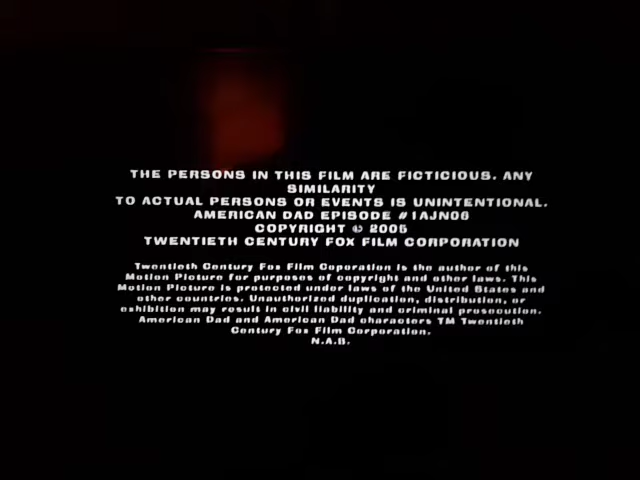 THE PERSONS IN THIS FILM ARE FICTICIOUS. ANY
SIMILARITY
TO ACTUAL PERSONS OR EVENTS IS UNINTENTIONAL.
AMERICAN DAD EPISODE #1AJN06
COPYRIGHT © 2005
TWENTIETH CENTURY FOX FILM CORPORATION
Twentieth Century Fox Film Coporation is the author of this
Motion Picture for purposes of copyright and other laws. This
Motion Picture is protected under laws of the United States and
other countries. Unauthorized duplication, distribution, or
exhibition may result in civil liability and criminal prosecution.
American Dad and American Dad characters TM Twentieth
Century Fox Film Corporation.
N.A.B.